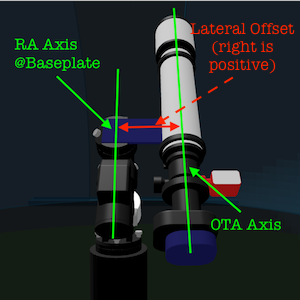 RA Axis
@Baseplate
Lateral Offset
(right is
positive)
OTA Axis